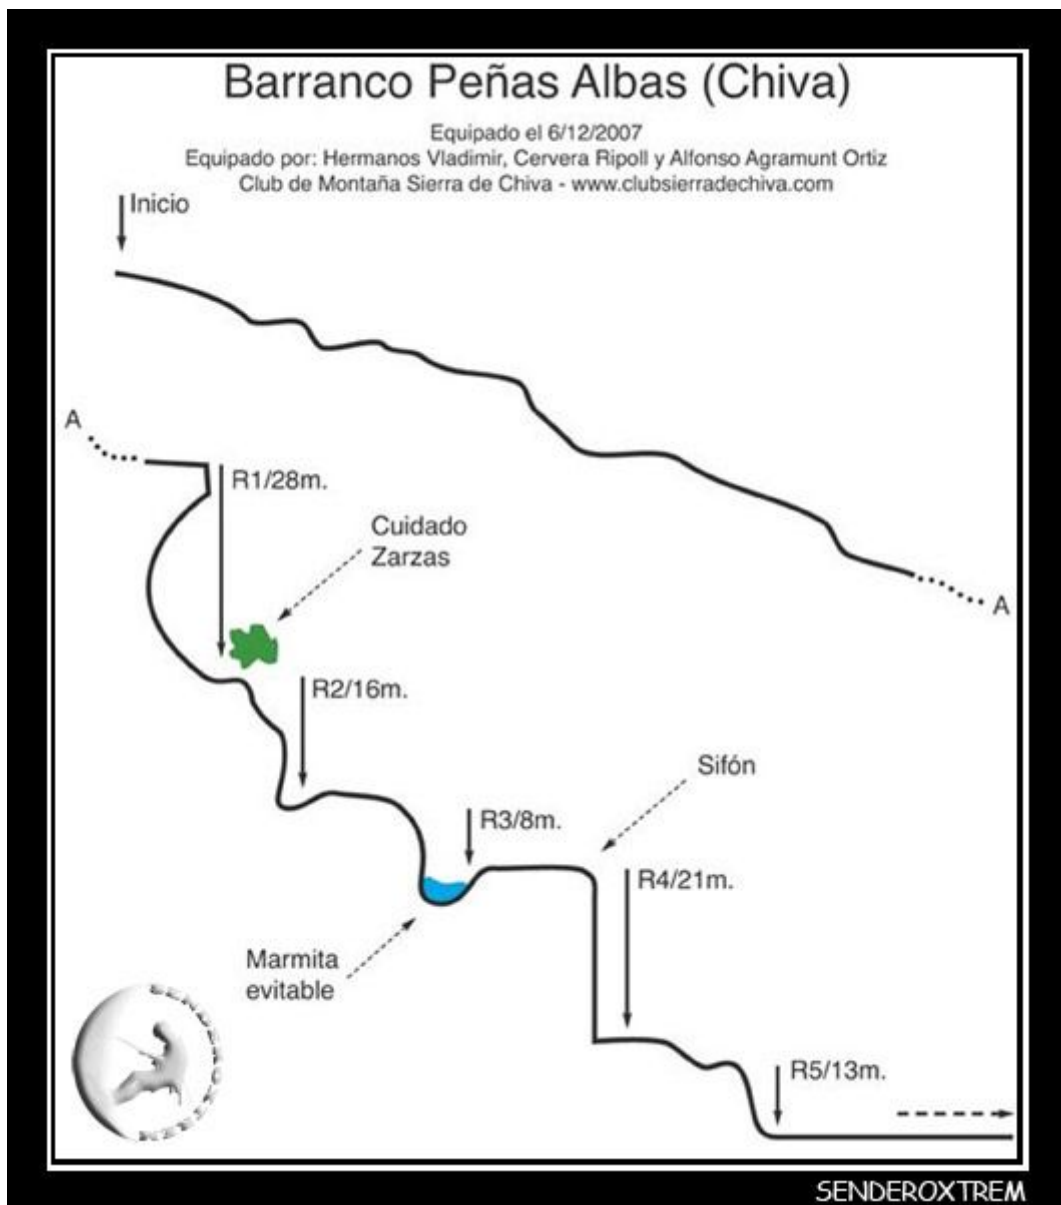 Barranco Peñas Albas (Chiva)
Equipado el 6/12/2007
Equipado por: Hermanos Vladimir, Cervera Ripoll y Alfonso Agramunt Ortiz
Club de Montaña Sierra de Chiva - www.clubsierradechiva.com
Inicio
A
R1/28m.
Cuidado
Zarzas
A
R2/16m.
Sifón
R3/8m.
R4/21m.
Marmita
evitable
R5/13m.
SENDEROXTREM
SENDEROXTREM